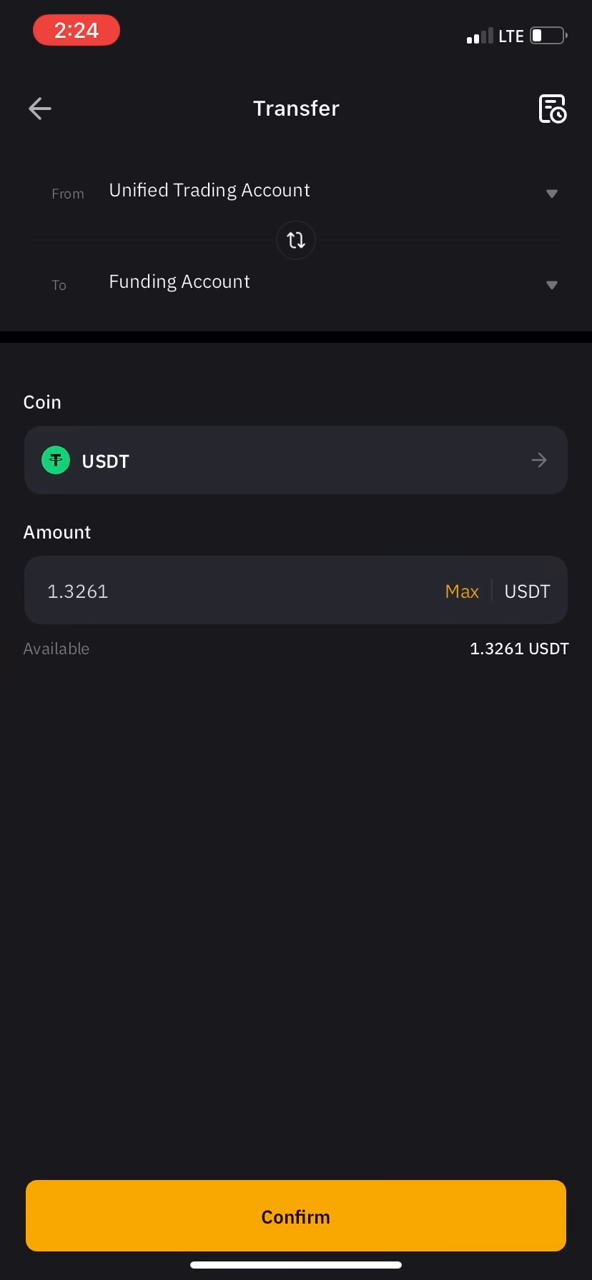 2:24
LTE
Transfer
From Unified Trading Account
To Funding Account
Coin
USDT
Amount
1.3261 Max USDT
Available 1.3261 USDT
Confirm